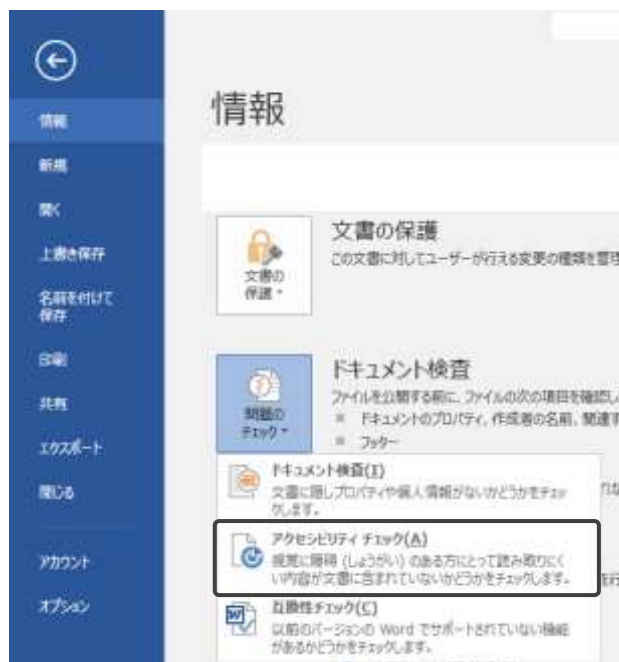 情報
情報
新規
開く
上書き保存
名前を付けて
保存
印刷
共有
エクスポート
閉じる
アカウント
オプション
文書の
保護
文書の保護
この文書に対してユーザーが行える変更の種類を管理
問題の
チェック
ドキュメント検査
ファイルを公開する前に、ファイルの次の項目を確認し
ドキュメントのプロパティ、作成者の名前、関連す
フッター
ドキュメント検査(I)
文書に隠しプロパティや個人情報がないかどうかをチェッ
クします。
アクセシビリティ チェック(A)
視覚に障碍 (しょうがい) のある方にとって読み取りにく
い内容が文書に含まれていないかどうかをチェックします。
互換性チェック(C)
以前のバージョンの Word でサポートされていない機能
があるかどうかをチェックします。